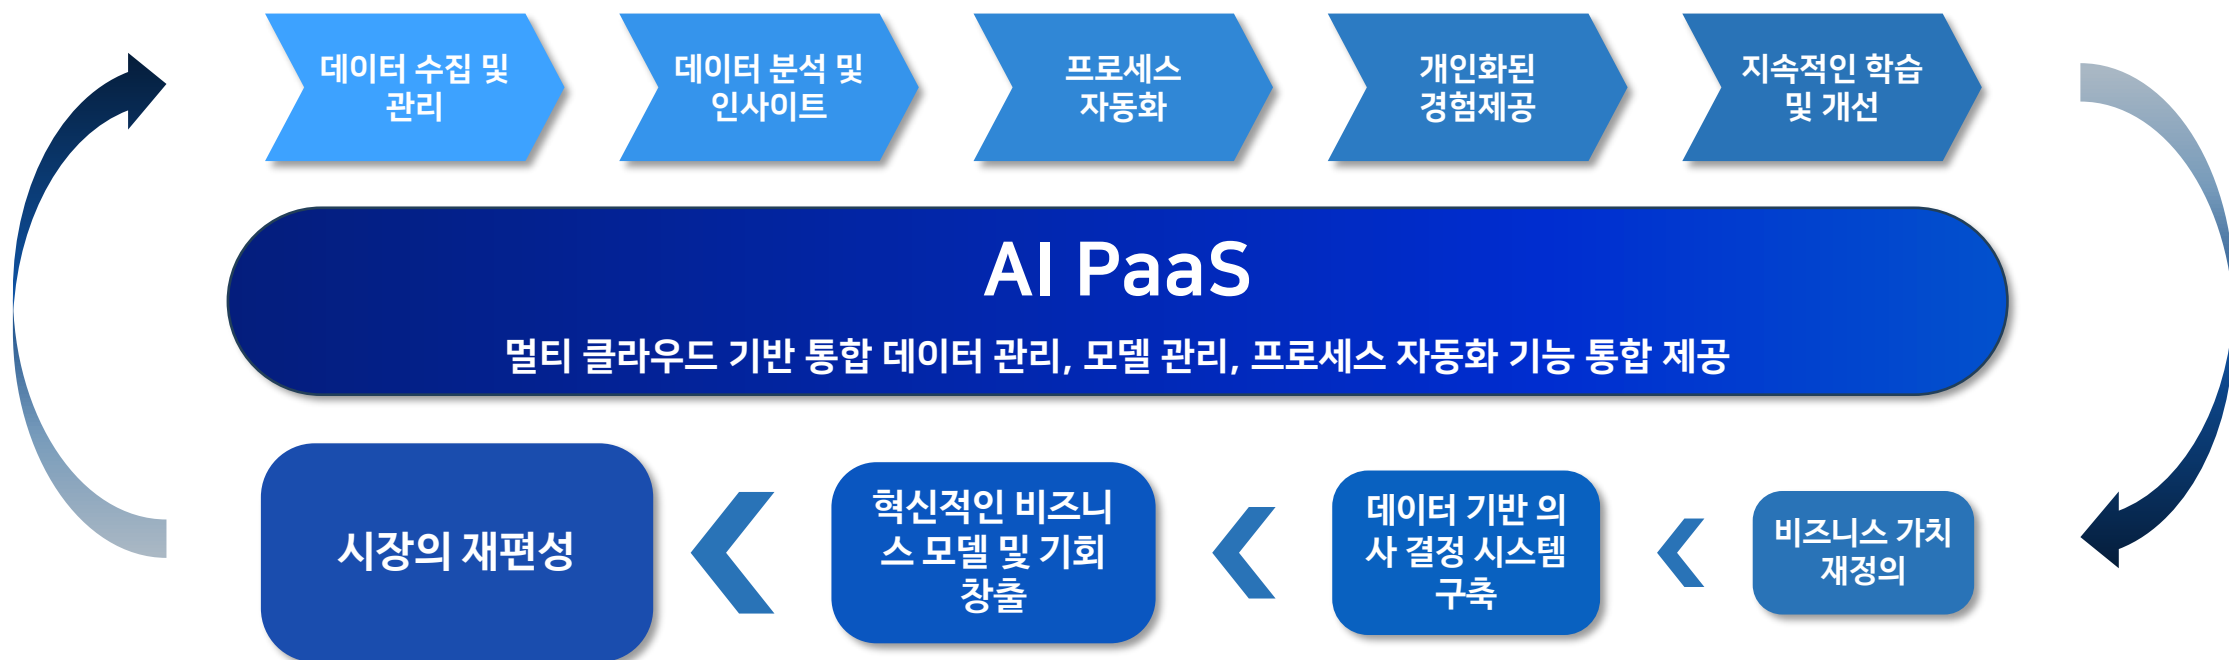 데이터 수집 및
관리
데이터 분석 및
인사이트
프로세스
자동화
개인화된
경험제공
지속적인 학습
및 개선
AI PaaS
멀티 클라우드 기반 통합 데이터 관리, 모델 관리, 프로세스 자동화 기능 통합 제공
시장의 재편성
혁신적인 비즈니
스 모델 및 기회
창출
데이터 기반 의
사 결정 시스템
구축
비즈니스 가치
재정의